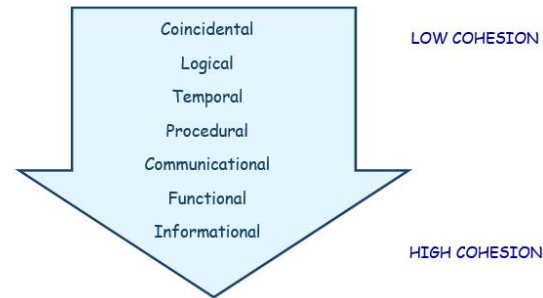 Coincidental
LOW COHESION
Logical
Temporal
Procedural
Communicational
Functional
Informational
HIGH COHESION